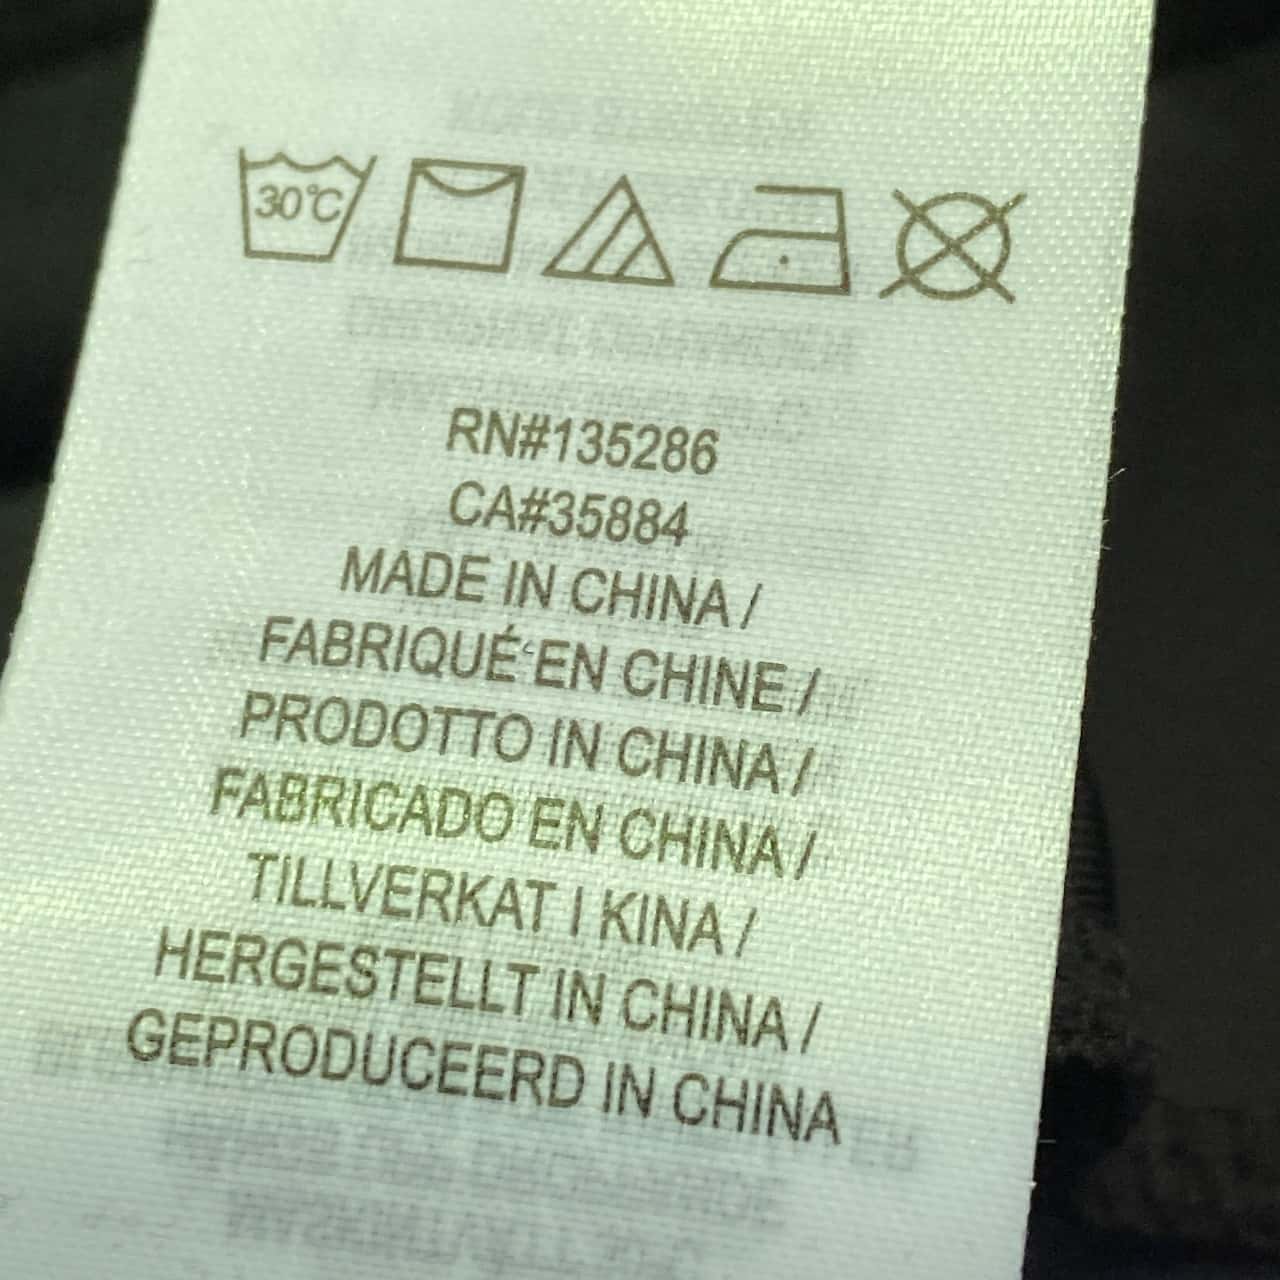 30°C
RN#135286
CA#35884
MADE IN CHINA /
FABRIQUÉ EN CHINE /
PRODOTTO IN CHINA /
FABRICADO EN CHINA /
TILLVERKAT I KINA /
HERGESTELLT IN CHINA /
GEPRODUCEERD IN CHINA